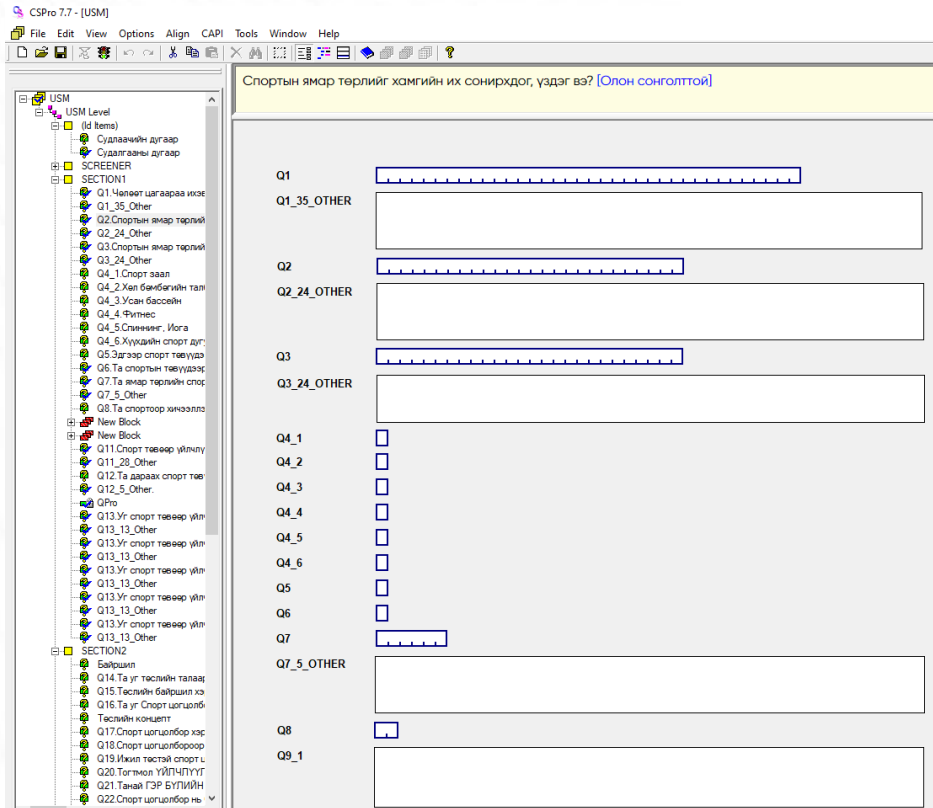 CSPro 7.7 - [USM]
File Edit View Options Align CAPI Tools Window Help
Спортын ямар төрлийг хамгийн их сонирхдог, үздэг вэ? [Олон сонголттой]
USM
USM Level
(Id Items)
Судлаачийн дугаар
Судалгааны дугаар
SCREENER
SECTION1
Q1.Чөлөөт цагаараа ихэв
Q1_35_Other
Q2.Спортын ямар төрлий
Q2_24_Other
Q3.Спортын ямар төрлий
Q3_24_Other
Q4_1.Спорт заал
Q4_2.Хөл бөмбөгийн тал
Q4_3.Усан бассейн
Q4_4.Фитнес
Q4_5.Спиннинг, Иога
Q4_6.Хүүхдийн спорт дуг
Q5.Эдгээр спорт төвүүдэ
Q6.Та спортын төвүүдээр
Q7.Та ямар төрлийн спор
Q7_5_Other
Q8.Та спортоор хичээллэ
New Block
New Block
Q11.Спорт төвөөр үйлчлү
Q11_28_Other
Q12.Та дараах спорт төв
Q12_5_Other.
QPro
Q13.Уг спорт төвөөр үйл
Q13_13_Other
Q13.Уг спорт төвөөр үйл
Q13_13_Other
Q13.Уг спорт төвөөр үйл
Q13_13_Other
Q13.Уг спорт төвөөр үйл
Q13_13_Other
Q13.Уг спорт төвөөр үйл
Q13_13_Other
SECTION2
Байршил
Q14.Та уг төслийн талаар
Q15.Төслийн байршил хэ
Q16.Та уг Спорт цогцолб
Төслийн концепт
Q17.Спорт цогцолбор хэр
Q18.Спорт цогцолбороор
Q19.Ижил төстэй спорт ц
Q20.Тогтмол ҮЙЛЧЛҮҮЛ
Q21.Танай ГЭР БҮЛИЙН
Q22.Спорт цогцолбор нь
Q1
Q1_35_OTHER
Q2
Q2_24_OTHER
Q3
Q3_24_OTHER
Q4_1
Q4_2
Q4_3
Q4_4
Q4_5
Q4_6
Q5
Q6
Q7
Q7_5_OTHER
Q8
Q9_1